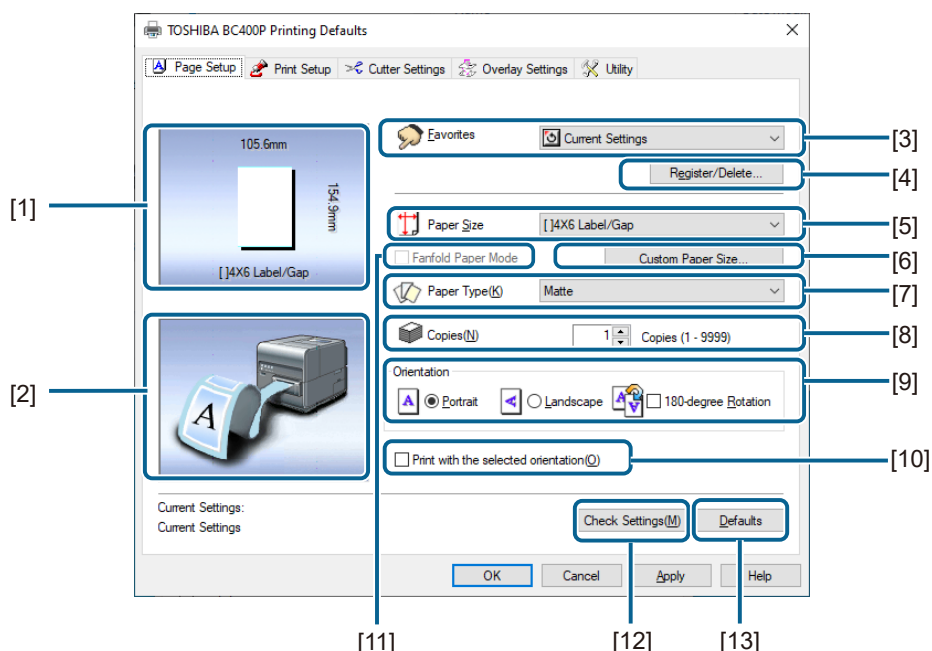 TOSHIBA BC400P Printing Defaults
Page Setup Print Setup Cutter Settings Overlay Settings Utility
105.6mm
154.9mm
[ ]4X6 Label/Gap
[1]
A
[2]
Favorites Current Settings [3]
Register/Delete... [4]
Paper Size [ ]4X6 Label/Gap [5]
Fanfold Paper Mode Custom Paper Size... [6]
Paper Type(K) Matte [7]
Copies(N) 1 Copies (1 - 9999) [8]
Orientation
A Portrait A Landscape A A 180-degree Rotation [9]
Print with the selected orientation(O) [10]
Current Settings:
Current Settings
Check Settings(M) Defaults
OK Cancel Apply Help
[11] [12] [13]